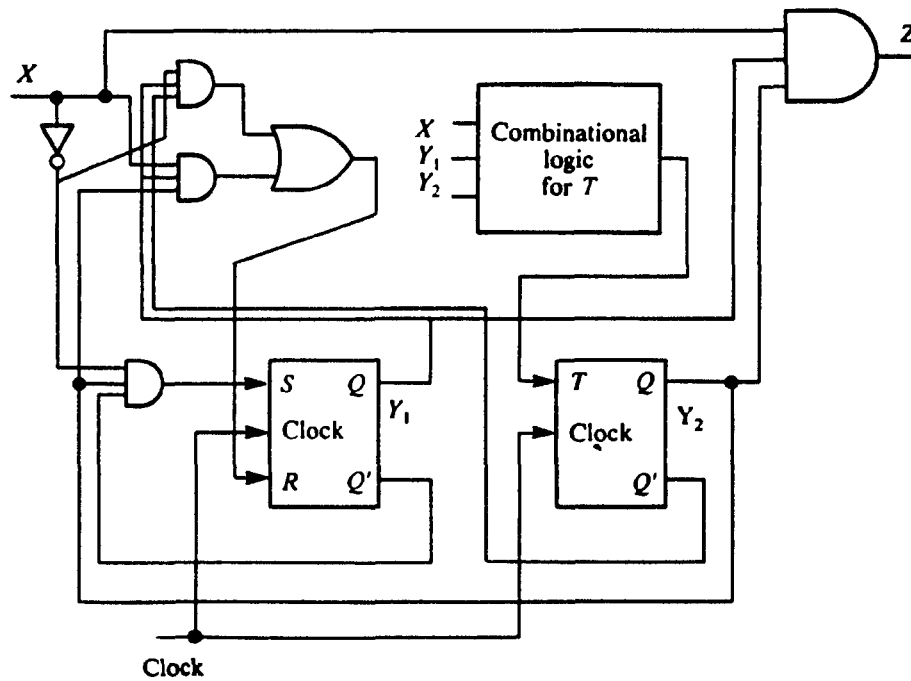 Z
X
X
Y₁
Y₂
Combinational
logic
for T
S
Q
Clock
Y₁
R
Q'
T
Q
Clock
Y₂
Q'
Clock